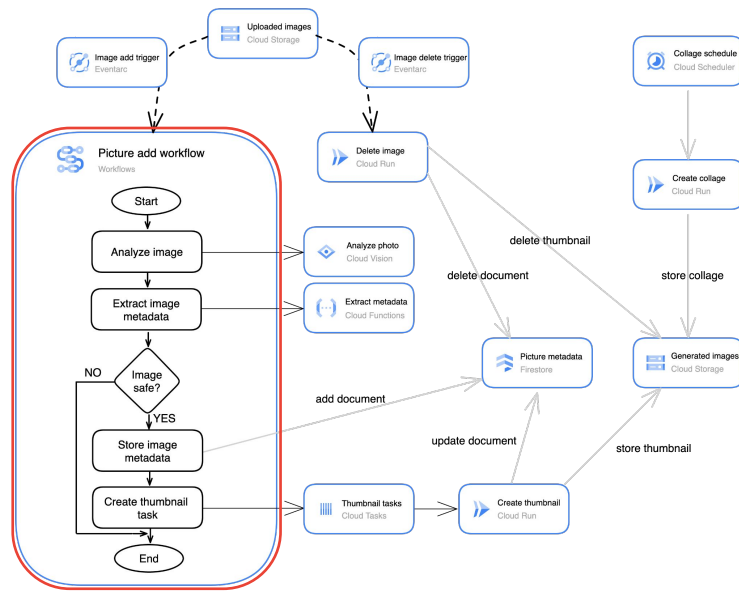 Uploaded images
Cloud Storage
Image add trigger
Eventarc
Image delete trigger
Eventarc
Collage schedule
Cloud Scheduler
Picture add workflow
Workflows
Delete image
Cloud Run
Create collage
Cloud Run
Start
Analyze image
Analyze photo
Cloud Vision
delete thumbnail
delete document
store collage
Extract image
metadata
Extract metadata
Cloud Functions
NO
Image
safe?
YES
Picture metadata
Firestore
Generated images
Cloud Storage
add document
Store image
metadata
update document
store thumbnail
Create thumbnail
task
Thumbnail tasks
Cloud Tasks
Create thumbnail
Cloud Run
End